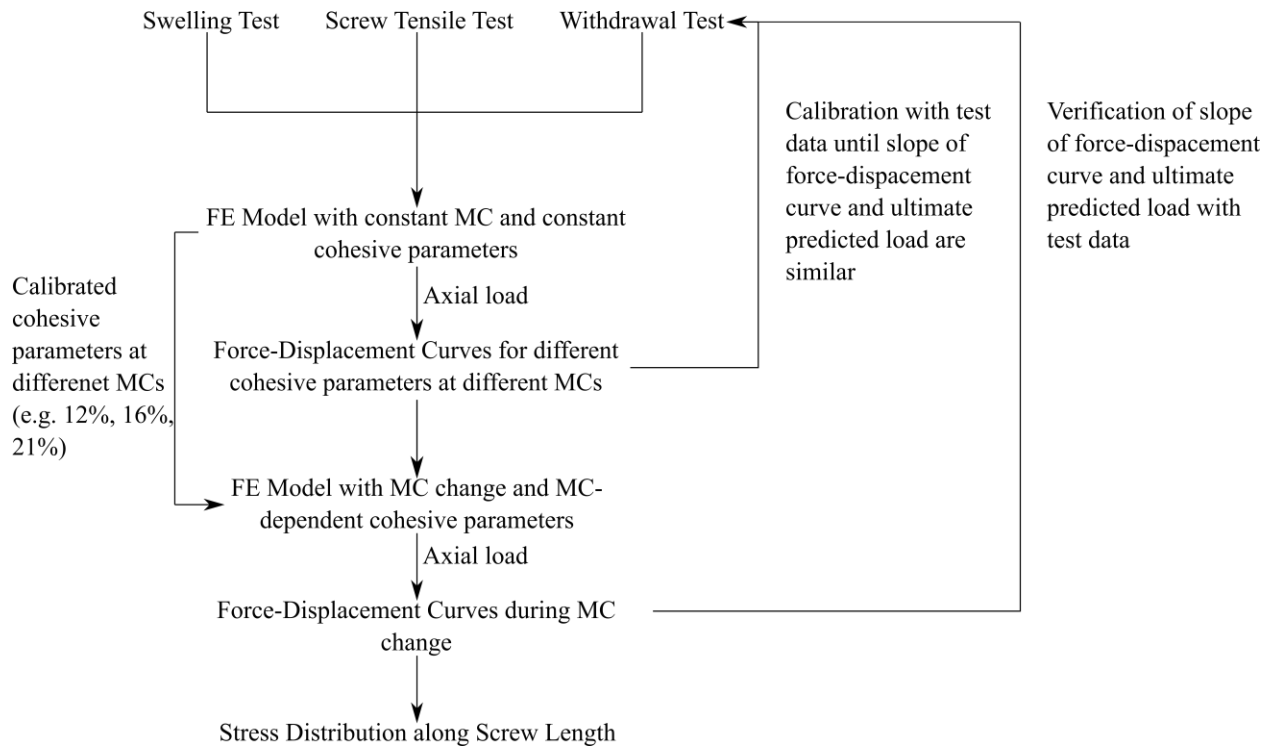 Swelling Test
Screw Tensile Test
Withdrawal Test
Calibration with test
data until slope of
force-dispacement
curve and ultimate
predicted load are
similar
Verification of slope
of force-dispacement
curve and ultimate
predicted load with
test data
FE Model with constant MC and constant
cohesive parameters
Calibrated
cohesive
parameters at
differenet MCs
(e.g. 12%, 16%,
21%)
Axial load
Force-Displacement Curves for different
cohesive parameters at different MCs
FE Model with MC change and MC-
dependent cohesive parameters
Axial load
Force-Displacement Curves during MC
change
Stress Distribution along Screw Length